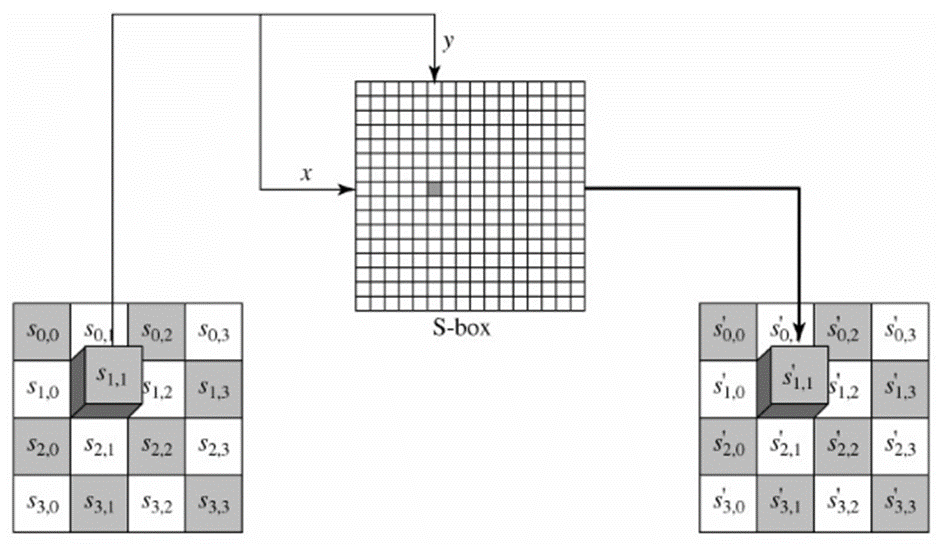 y
x
S-box
s0,0 s0,1 s0,2 s0,3
s1,0 s1,1 s1,2 s1,3
s2,0 s2,1 s2,2 s2,3
s3,0 s3,1 s3,2 s3,3
s'0,0 s'0, s'0,2 s'0,3
s'1,0 s'1,1 s'1,2 s'1,3
s'2,0 s'2,1 s'2,2 s'2,3
s'3,0 s'3,1 s'3,2 s'3,3